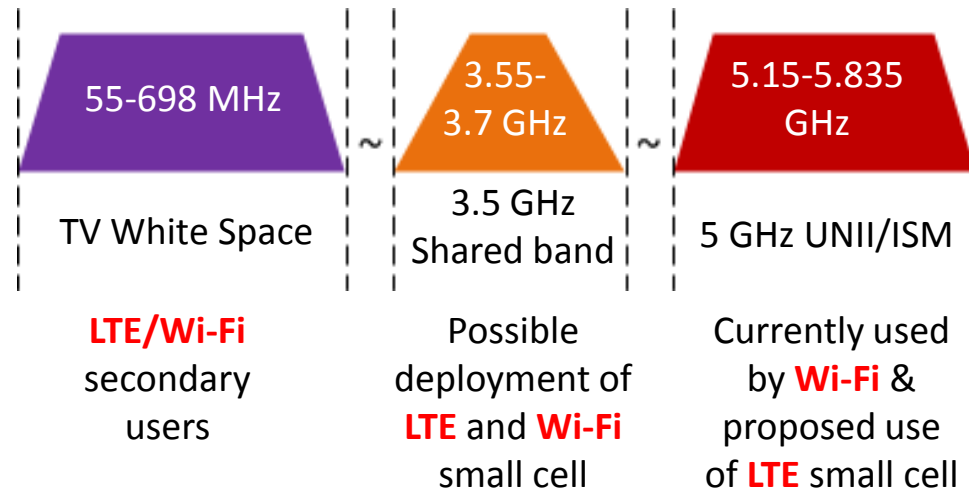 55-698 MHz
3.55-
3.7 GHz
5.15-5.835
GHz
~
~
TV White Space
3.5 GHz
Shared band
5 GHz UNII/ISM
LTE/Wi-Fi
secondary
users
Possible
deployment of
LTE and Wi-Fi
small cell
Currently used
by Wi-Fi &
proposed use
of LTE small cell